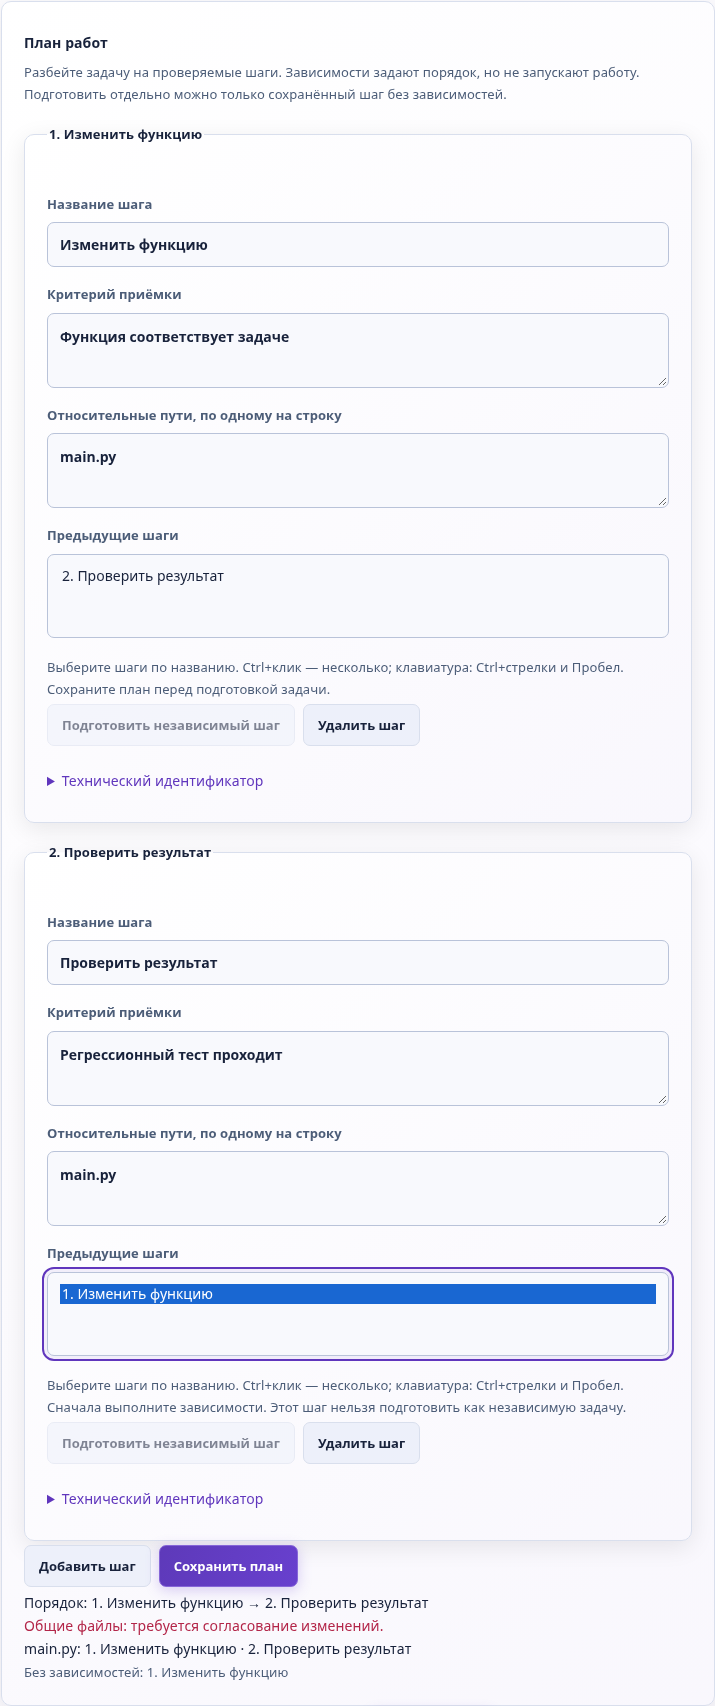 План работ
Разбейте задачу на проверяемые шаги. Зависимости задают порядок, но не запускают работу.
Подготовить отдельно можно только сохранённый шаг без зависимостей.
1. Изменить функцию
Название шага
Изменить функцию
Критерий приёмки
Функция соответствует задаче
Относительные пути, по одному на строку
main.py
Предыдущие шаги
2. Проверить результат
Выберите шаги по названию. Ctrl+клик — несколько; клавиатура: Ctrl+стрелки и Пробел.
Сохраните план перед подготовкой задачи.
Подготовить независимый шаг Удалить шаг
Технический идентификатор
2. Проверить результат
Название шага
Проверить результат
Критерий приёмки
Регрессионный тест проходит
Относительные пути, по одному на строку
main.py
Предыдущие шаги
1. Изменить функцию
Выберите шаги по названию. Ctrl+клик — несколько; клавиатура: Ctrl+стрелки и Пробел.
Сначала выполните зависимости. Этот шаг нельзя подготовить как независимую задачу.
Подготовить независимый шаг Удалить шаг
Технический идентификатор
Добавить шаг Сохранить план
Порядок: 1. Изменить функцию → 2. Проверить результат
Общие файлы: требуется согласование изменений.
main.py: 1. Изменить функцию · 2. Проверить результат
Без зависимостей: 1. Изменить функцию